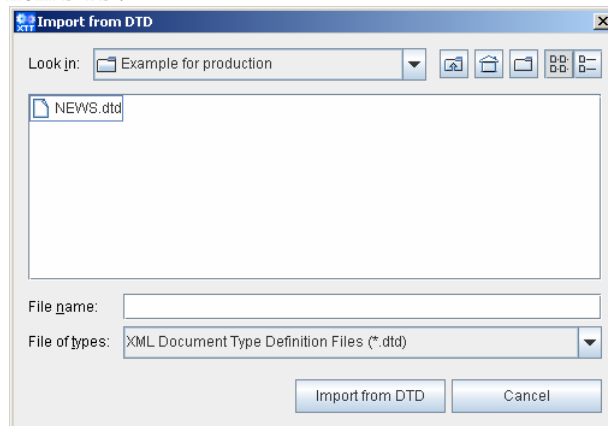 XTT Import from DTD
Look in: Example for production
NEWS.dtd
File name:
File of types: XML Document Type Definition Files (*.dtd)
Import from DTD Cancel